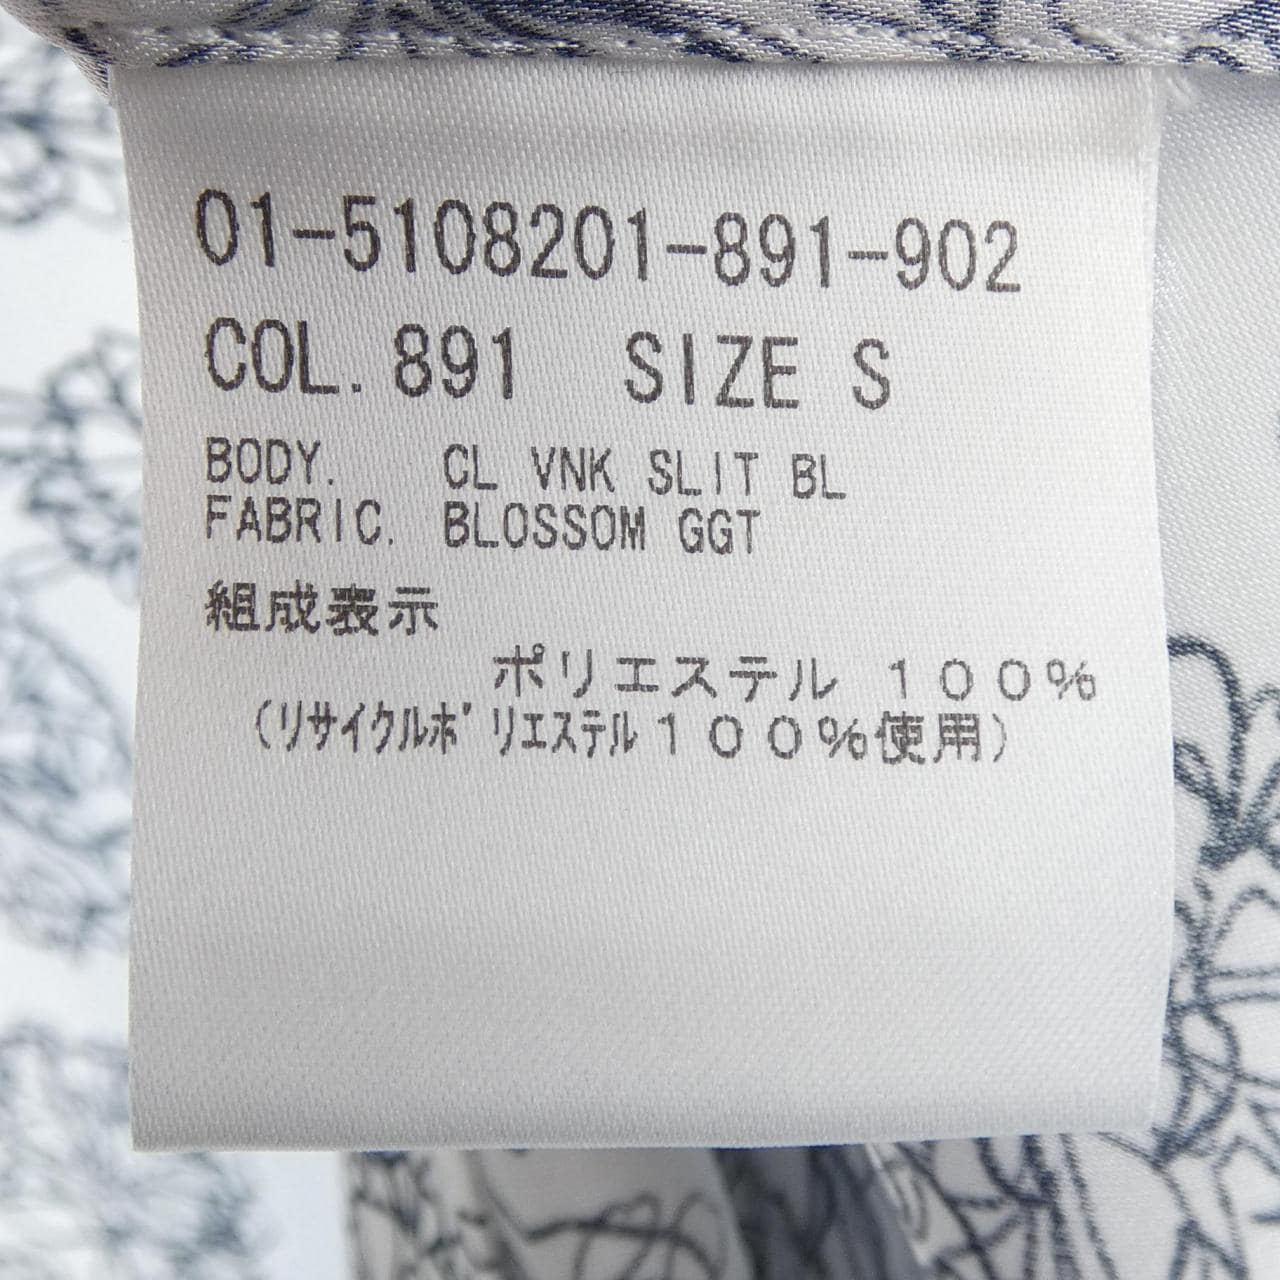 01-5108201-891-902
COL. 891 SIZE S
BODY. CL VNK SLIT BL
FABRIC. BLOSSOM GGT
組成表示
ポリエステル １００％
（ﾘｻｲｸﾙﾎﾟﾘｴｽﾃﾙ１００％使用）